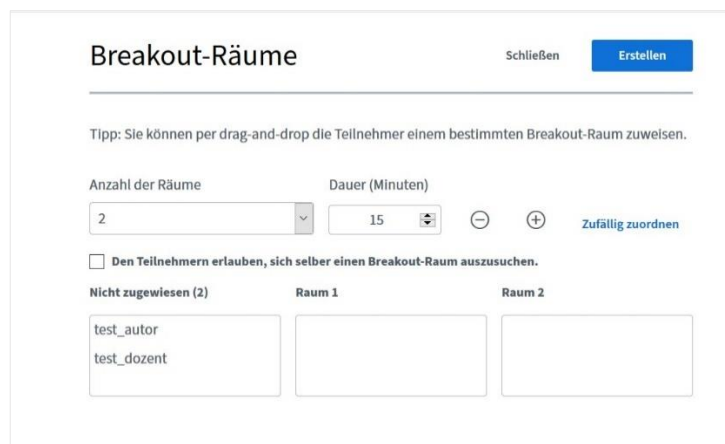 Breakout-Räume
Schließen
Erstellen
Tipp: Sie können per drag-and-drop die Teilnehmer einem bestimmten Breakout-Raum zuweisen.
Anzahl der Räume
Dauer (Minuten)
2
15
Zufällig zuordnen
Den Teilnehmern erlauben, sich selber einen Breakout-Raum auszusuchen.
Nicht zugewiesen (2)
Raum 1
Raum 2
test_autor
test_dozent